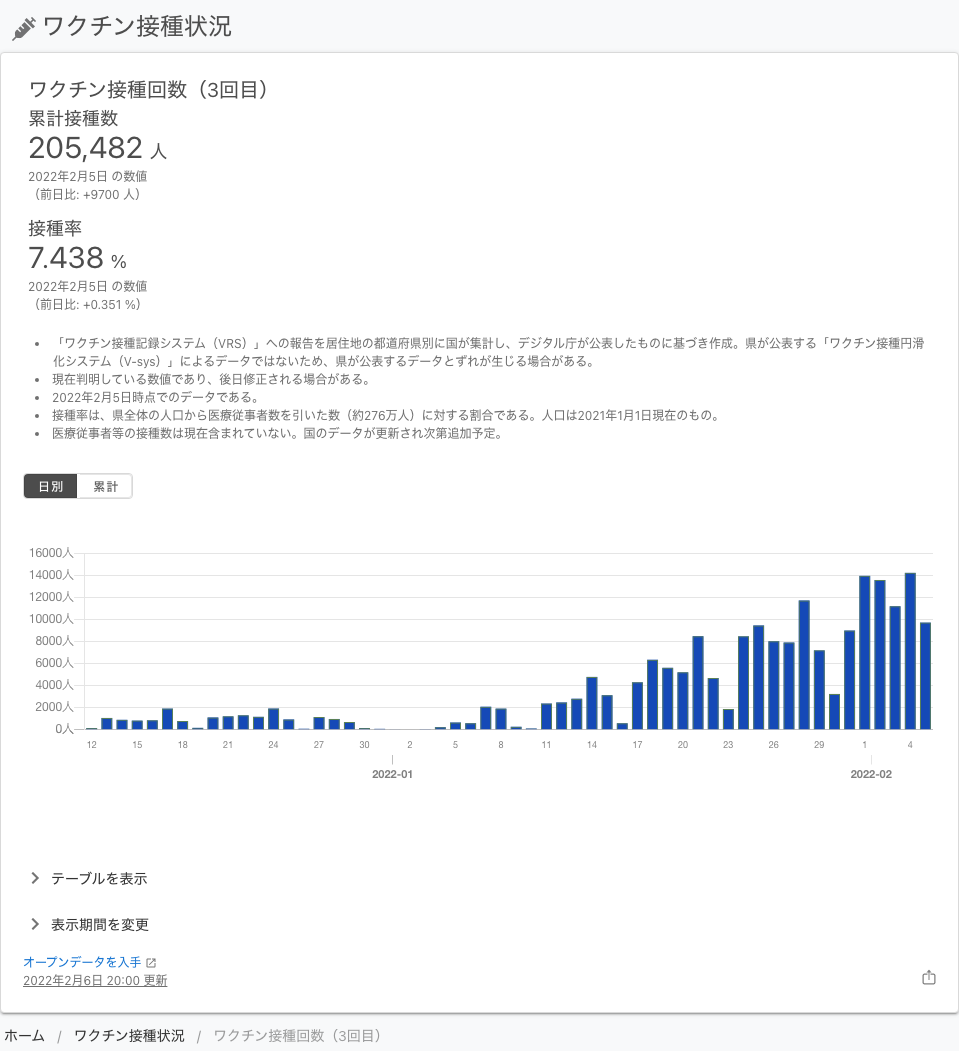 ワクチン接種状況
ワクチン接種回数（3回目）
累計接種数
205,482 人
2022年2月5日 の数値
（前日比: +9700 人）
接種率
7.438 %
2022年2月5日 の数値
（前日比: +0.351 %）
• 「ワクチン接種記録システム（VRS）」への報告を居住地の都道府県別に国が集計し、デジタル庁が公表したものに基づき作成。県が公表する「ワクチン接種円滑
化システム（V-sys）」によるデータではないため、県が公表するデータとずれが生じる場合がある。
• 現在判明している数値であり、後日修正される場合がある。
• 2022年2月5日時点でのデータである。
• 接種率は、県全体の人口から医療従事者数を引いた数（約276万人）に対する割合である。人口は2021年1月1日現在のもの。
• 医療従事者等の接種数は現在含まれていない。国のデータが更新され次第追加予定。
日別 累計
16000人
14000人
12000人
10000人
8000人
6000人
4000人
2000人
0人
12 15 18 21 24 27 30 2 5 8 11 14 17 20 23 26 29 1 4
2022-01 2022-02
テーブルを表示
表示期間を変更
オープンデータを入手
2022年2月6日 20:00 更新
ホーム / ワクチン接種状況 / ワクチン接種回数（3回目）